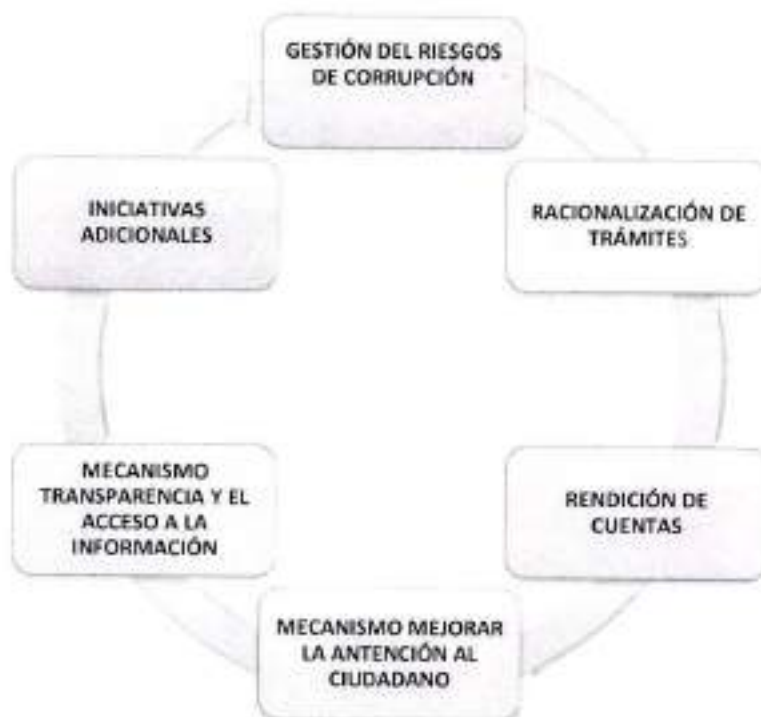 GESTIÓN DEL RIESGOS
DE CORRUPCIÓN
RACIONALIZACIÓN DE
TRÁMITES
RENDICIÓN DE
CUENTAS
MECANISMO MEJORAR
LA ANTENCIÓN AL
CIUDADANO
MECANISMO
TRANSPARENCIA Y EL
ACCESO A LA
INFORMACIÓN
INICIATIVAS
ADICIONALES